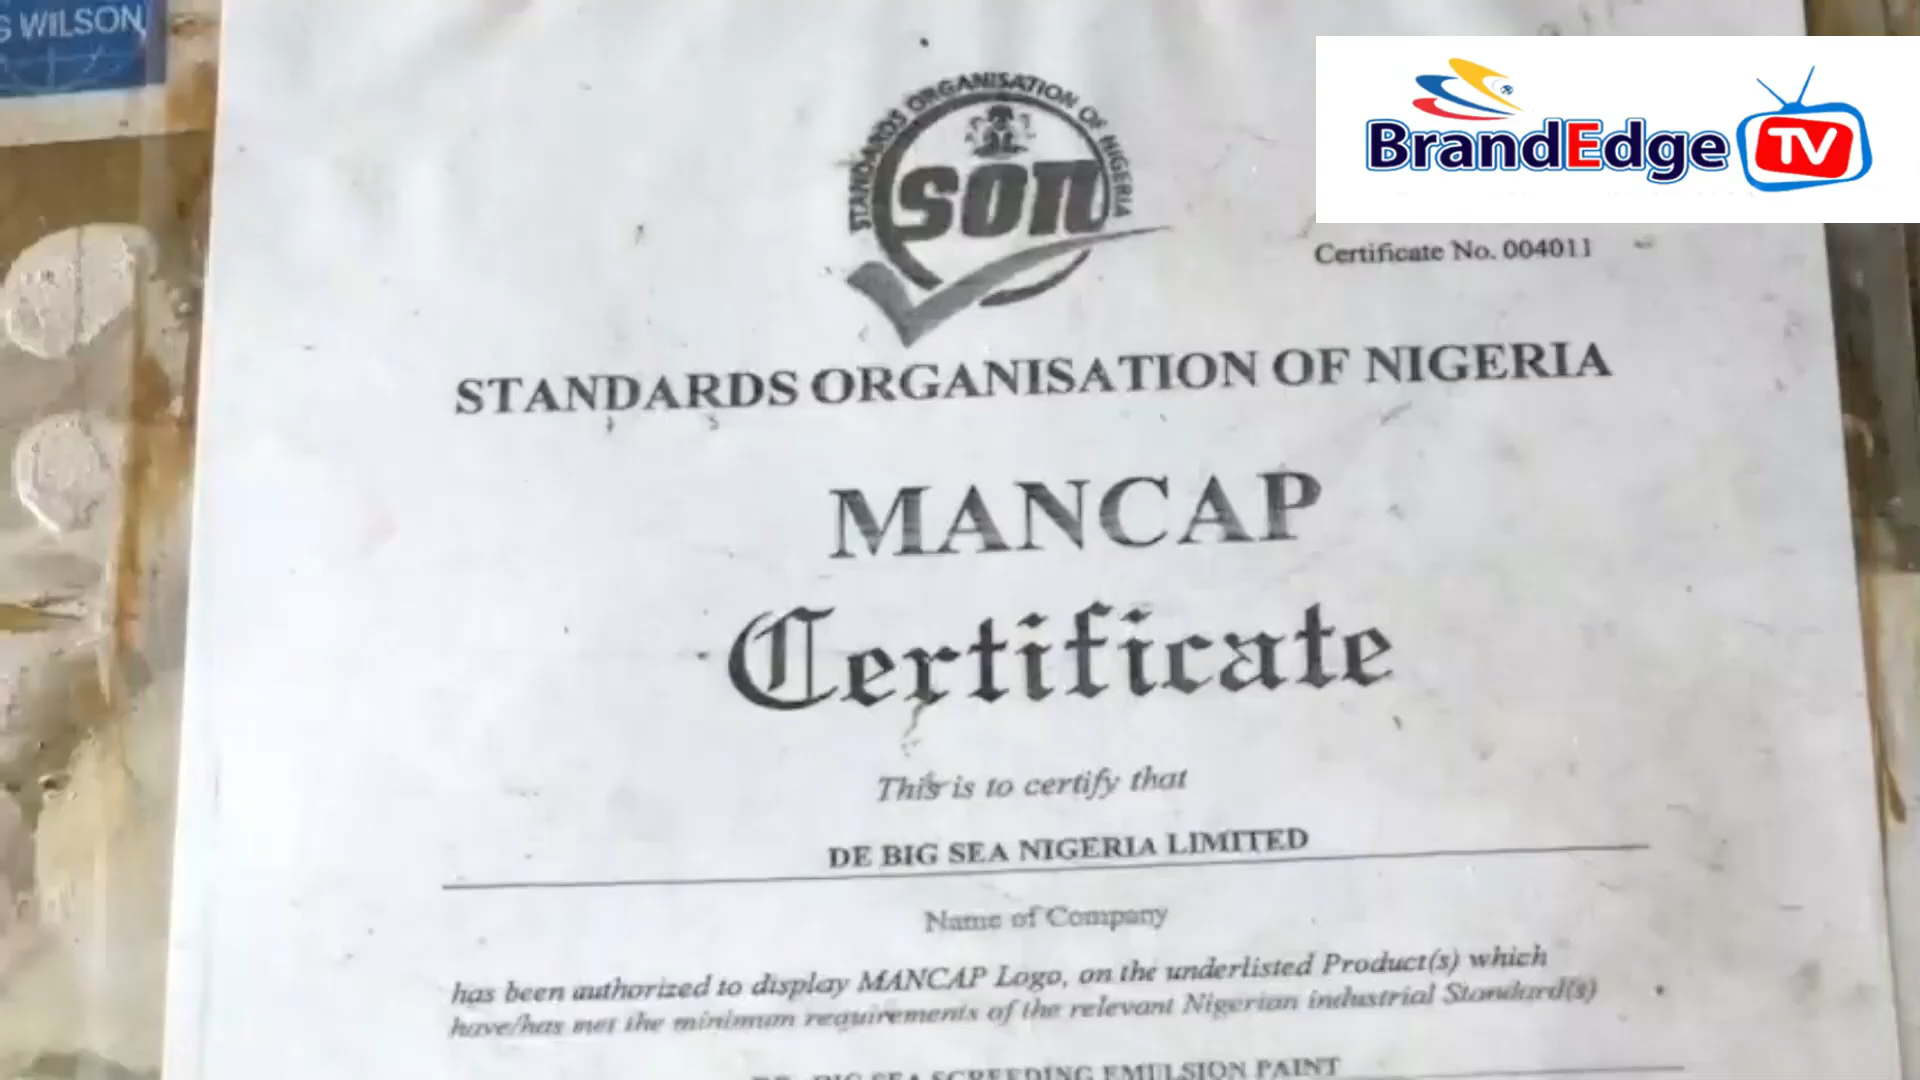 G WILSON
BrandEdge TV
STANDARDS ORGANISATION OF NIGERIA
SON
Certificate No. 004011
STANDARDS ORGANISATION OF NIGERIA
MANCAP
Certificate
This is to certify that
DE BIG SEA NIGERIA LIMITED
Name of Company
has been authorized to display MANCAP Logo, on the underlisted Product(s) which
have/has met the minimum requirements of the relevant Nigerian industrial Standard(s)
BIG SEA SCREEDING EMULSION PAINT